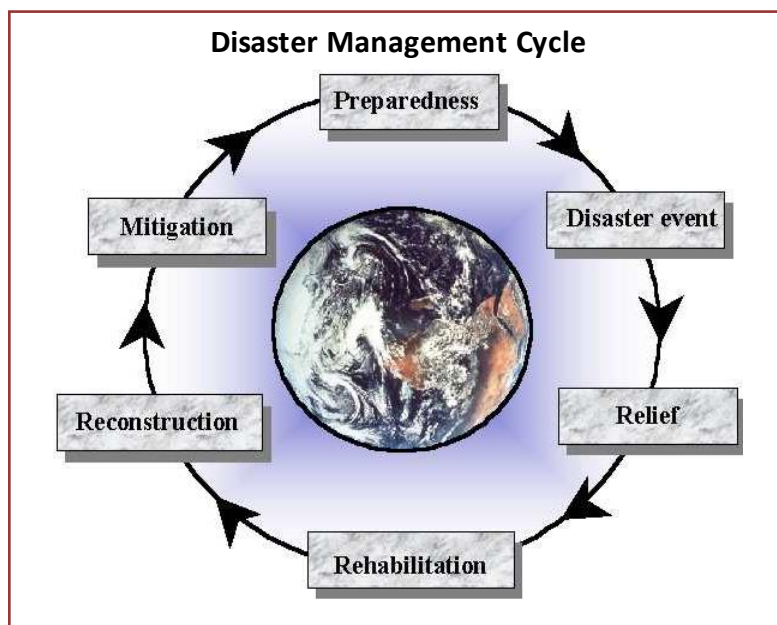 Disaster Management Cycle
Preparedness
Disaster event
Relief
Rehabilitation
Reconstruction
Mitigation